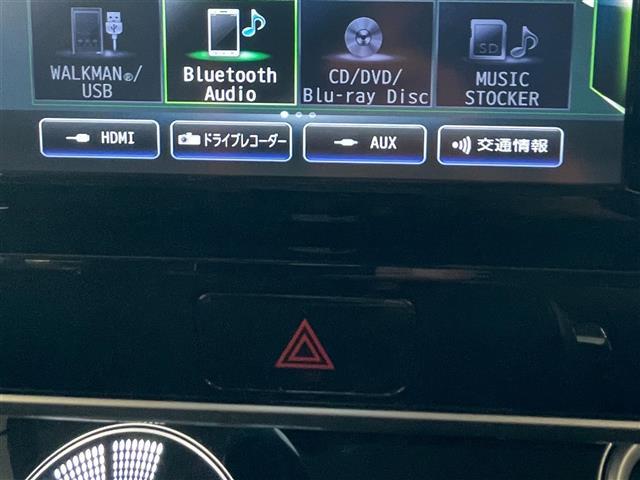 WALKMAN®/
USB
Bluetooth
Audio
CD/DVD/
Blu-ray Disc
SD
MUSIC
STOCKER
HDMI
ドライブレコーダー
AUX
交通情報